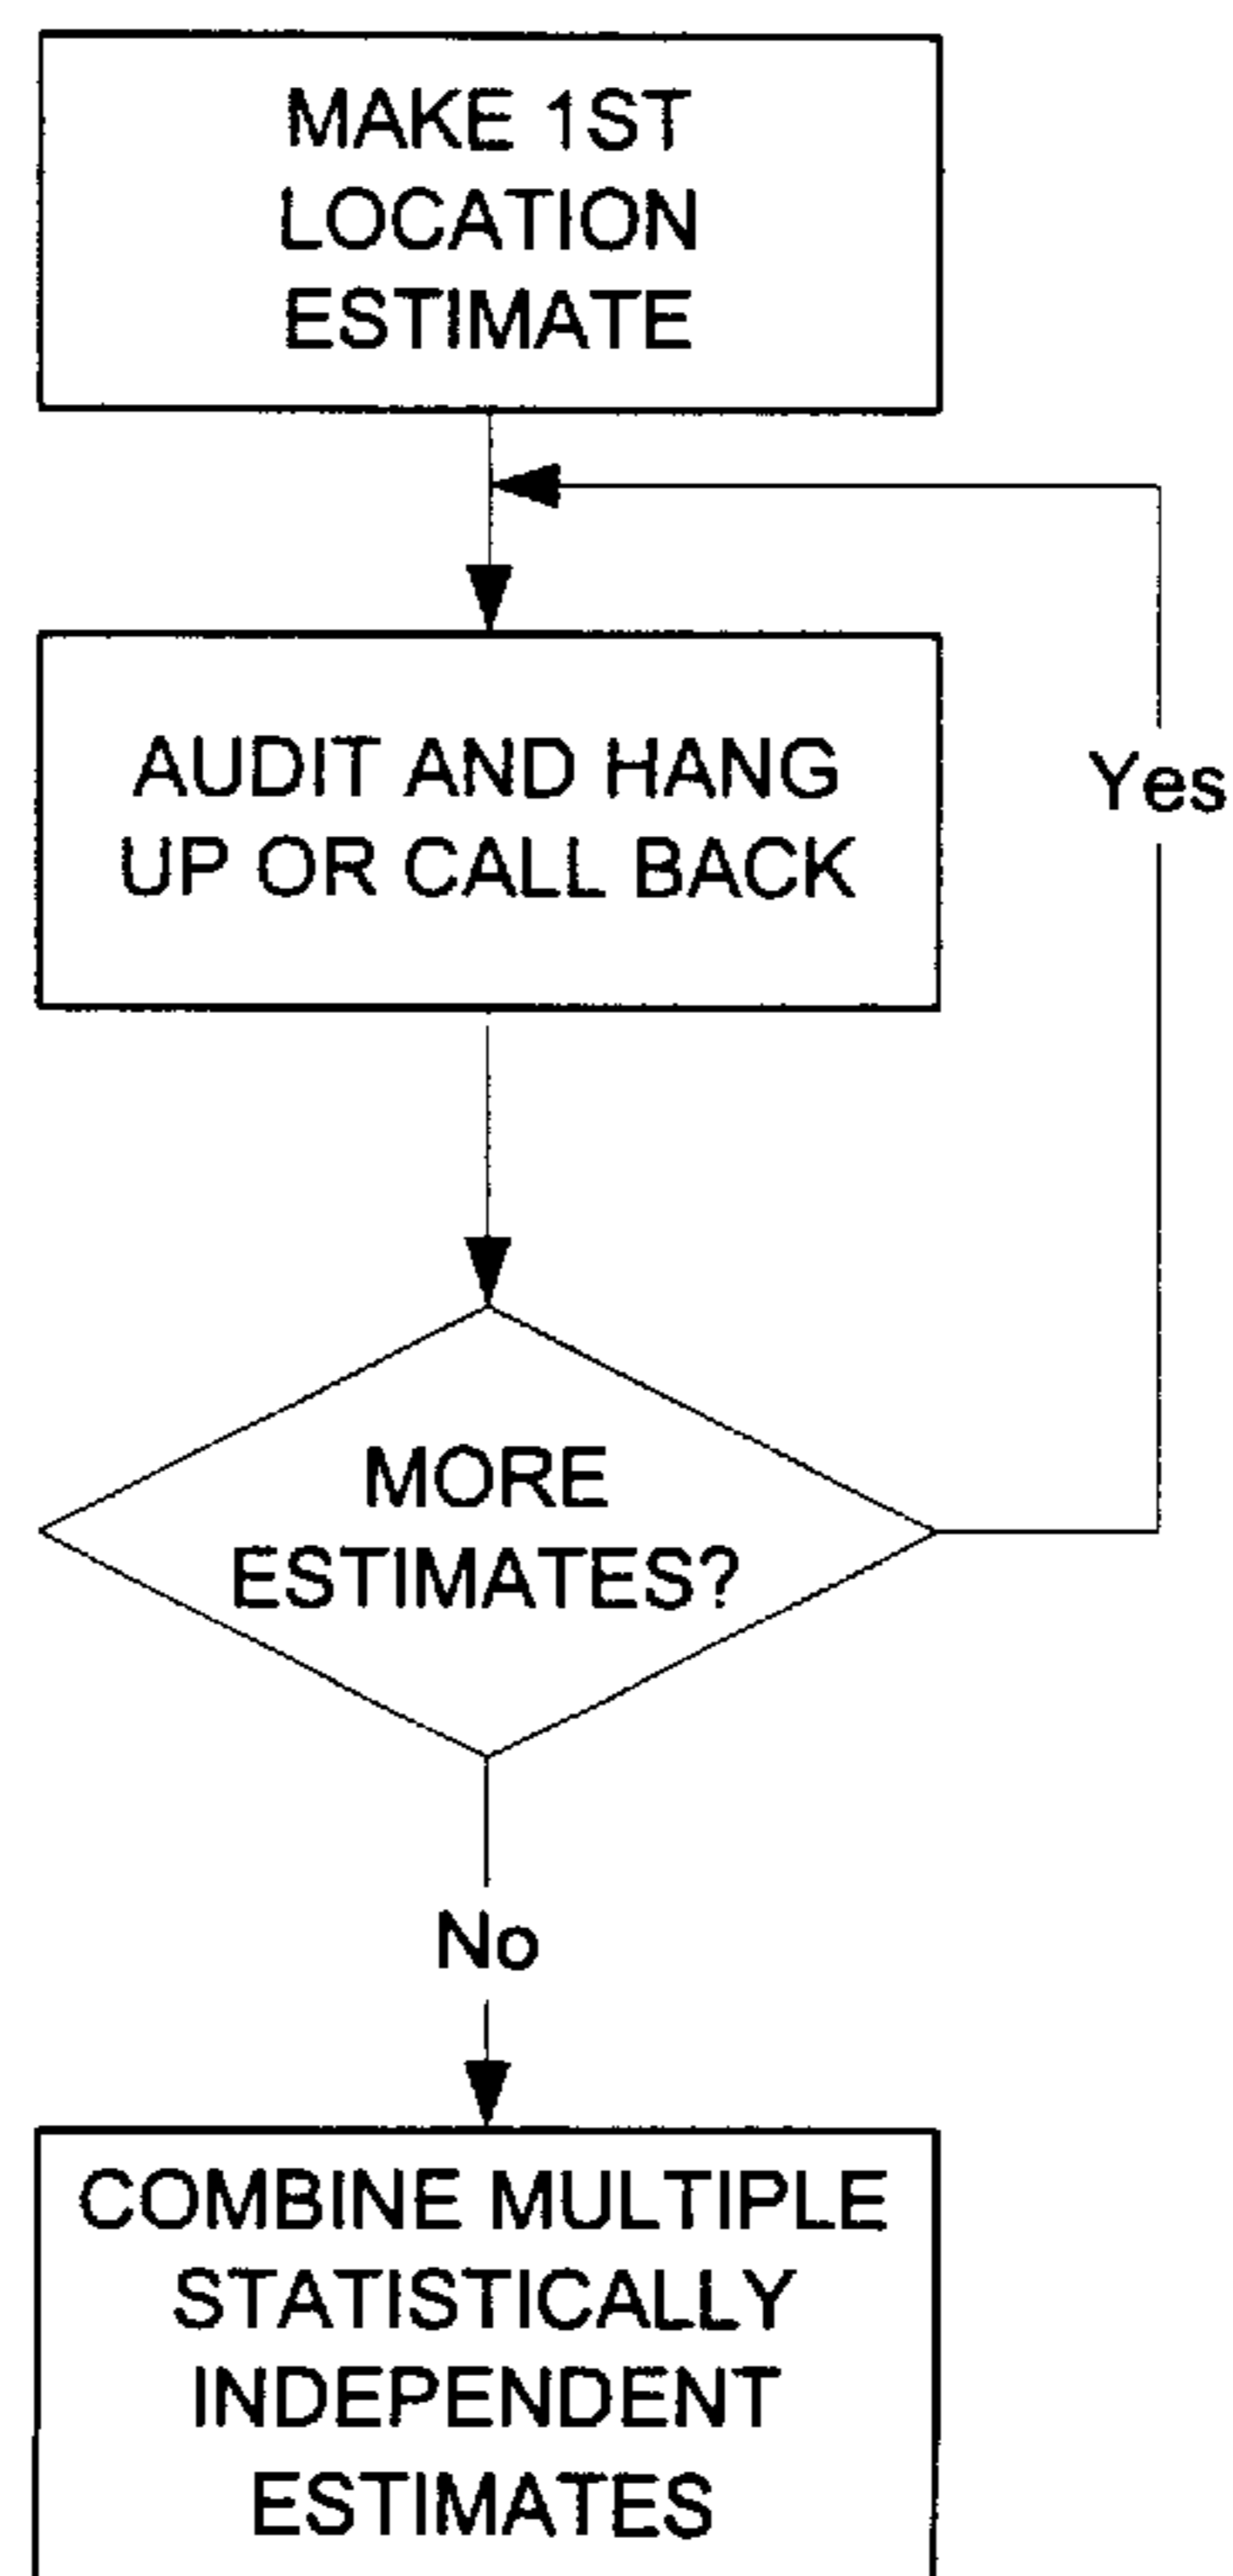 MAKE 1ST
LOCATION
ESTIMATE
AUDIT AND HANG
UP OR CALL BACK
Yes
MORE
ESTIMATES?
No
COMBINE MULTIPLE
STATISTICALLY
INDEPENDENT
ESTIMATES